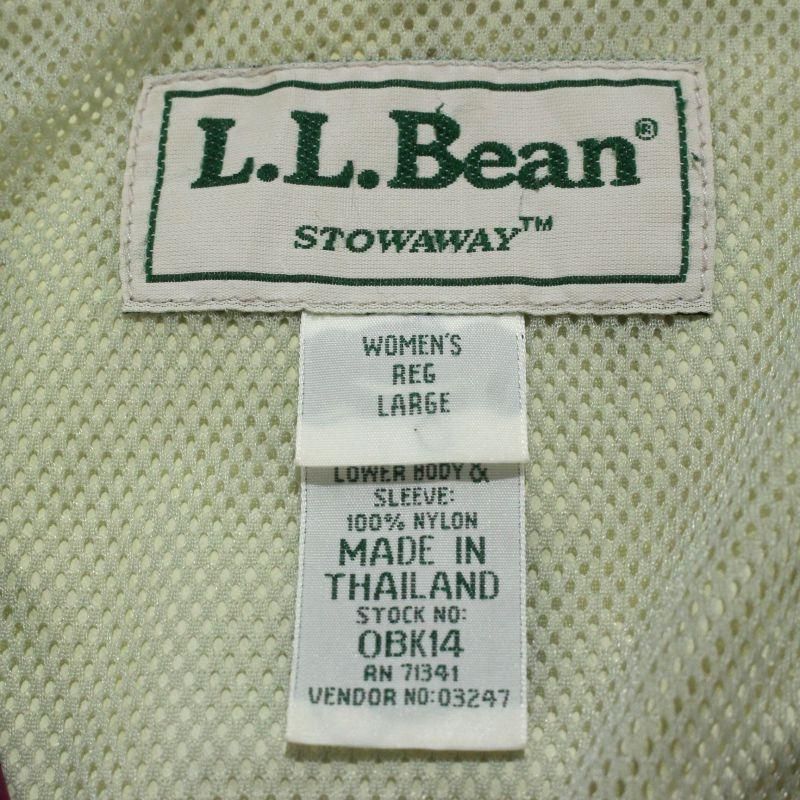 L.L.Bean®
STOWAWAY™
WOMEN'S
REG
LARGE
LOWER BODY &
SLEEVE:
100% NYLON
MADE IN
THAILAND
STOCK NO:
OBK14
RN 71341
VENDOR NO:03247